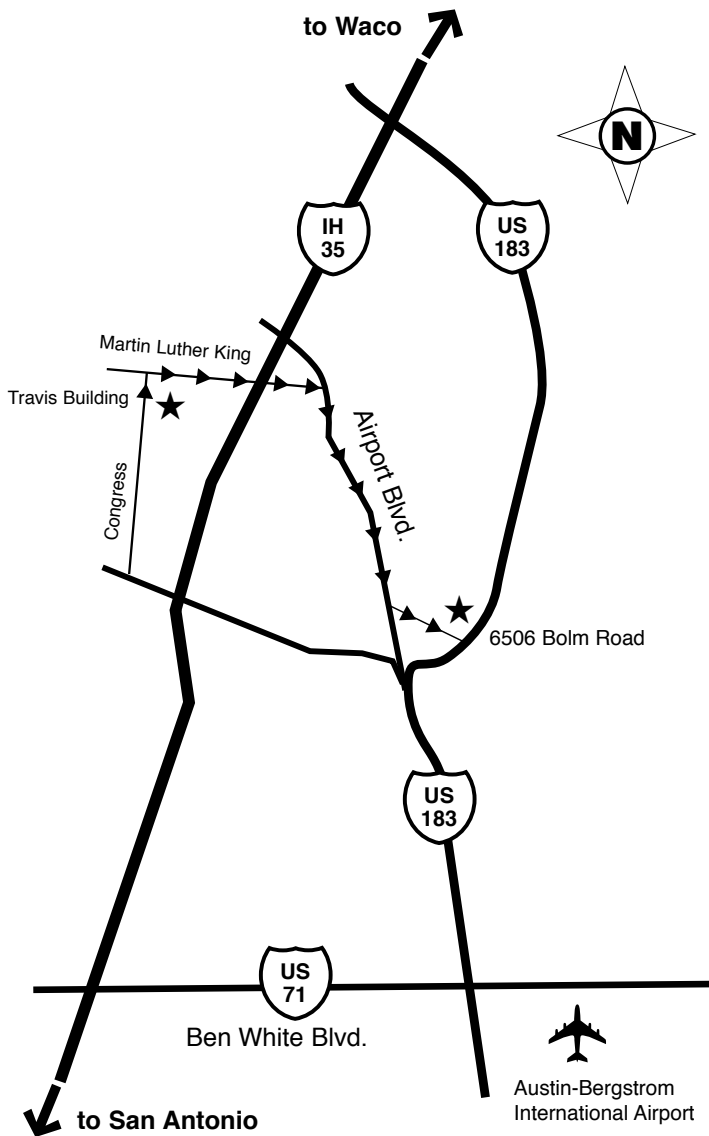 to Waco
N
IH
35
US
183
Martin Luther King
Travis Building
Airport Blvd.
Congress
6506 Bolm Road
US
183
US
71
Ben White Blvd.
Austin-Bergstrom
International Airport
to San Antonio